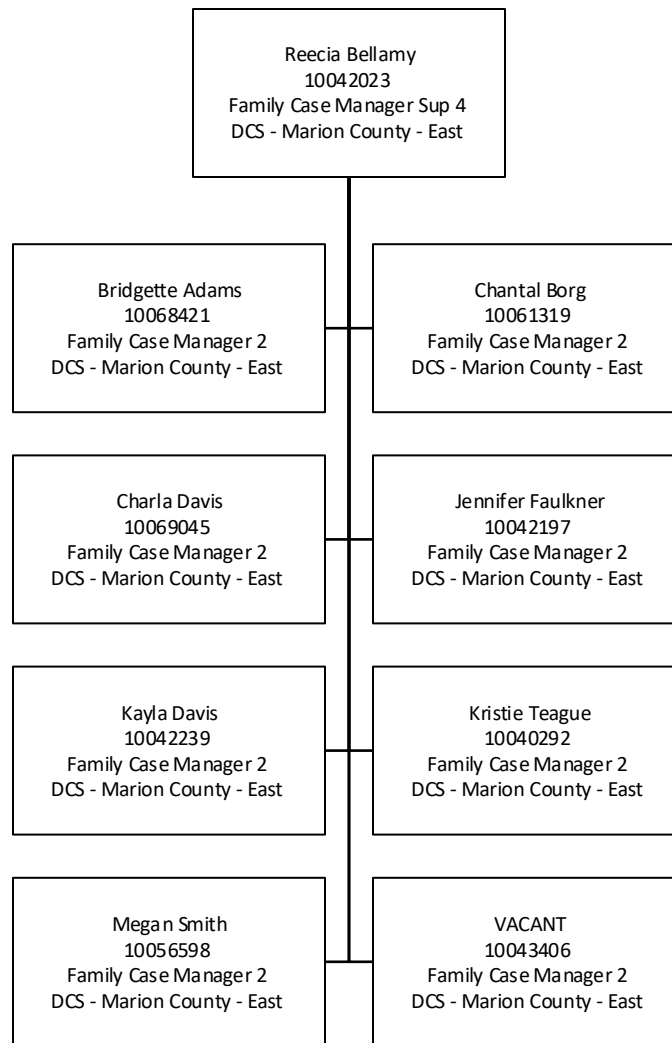 Reecia Bellamy
10042023
Family Case Manager Sup 4
DCS - Marion County - East
Bridgette Adams
10068421
Family Case Manager 2
DCS - Marion County - East
Chantal Borg
10061319
Family Case Manager 2
DCS - Marion County - East
Charla Davis
10069045
Family Case Manager 2
DCS - Marion County - East
Jennifer Faulkner
10042197
Family Case Manager 2
DCS - Marion County - East
Kayla Davis
10042239
Family Case Manager 2
DCS - Marion County - East
Kristie Teague
10040292
Family Case Manager 2
DCS - Marion County - East
Megan Smith
10056598
Family Case Manager 2
DCS - Marion County - East
VACANT
10043406
Family Case Manager 2
DCS - Marion County - East